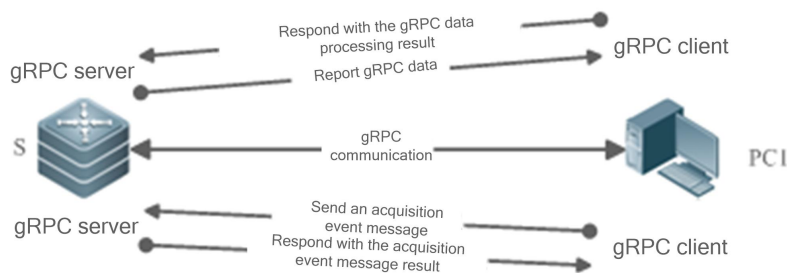 Respond with the gRPC data
processing result
gRPC client
gRPC server
Report gRPC data
S
gRPC
communication
PC1
Send an acquisition
event message
gRPC server
Respond with the acquisition
event message result
gRPC client